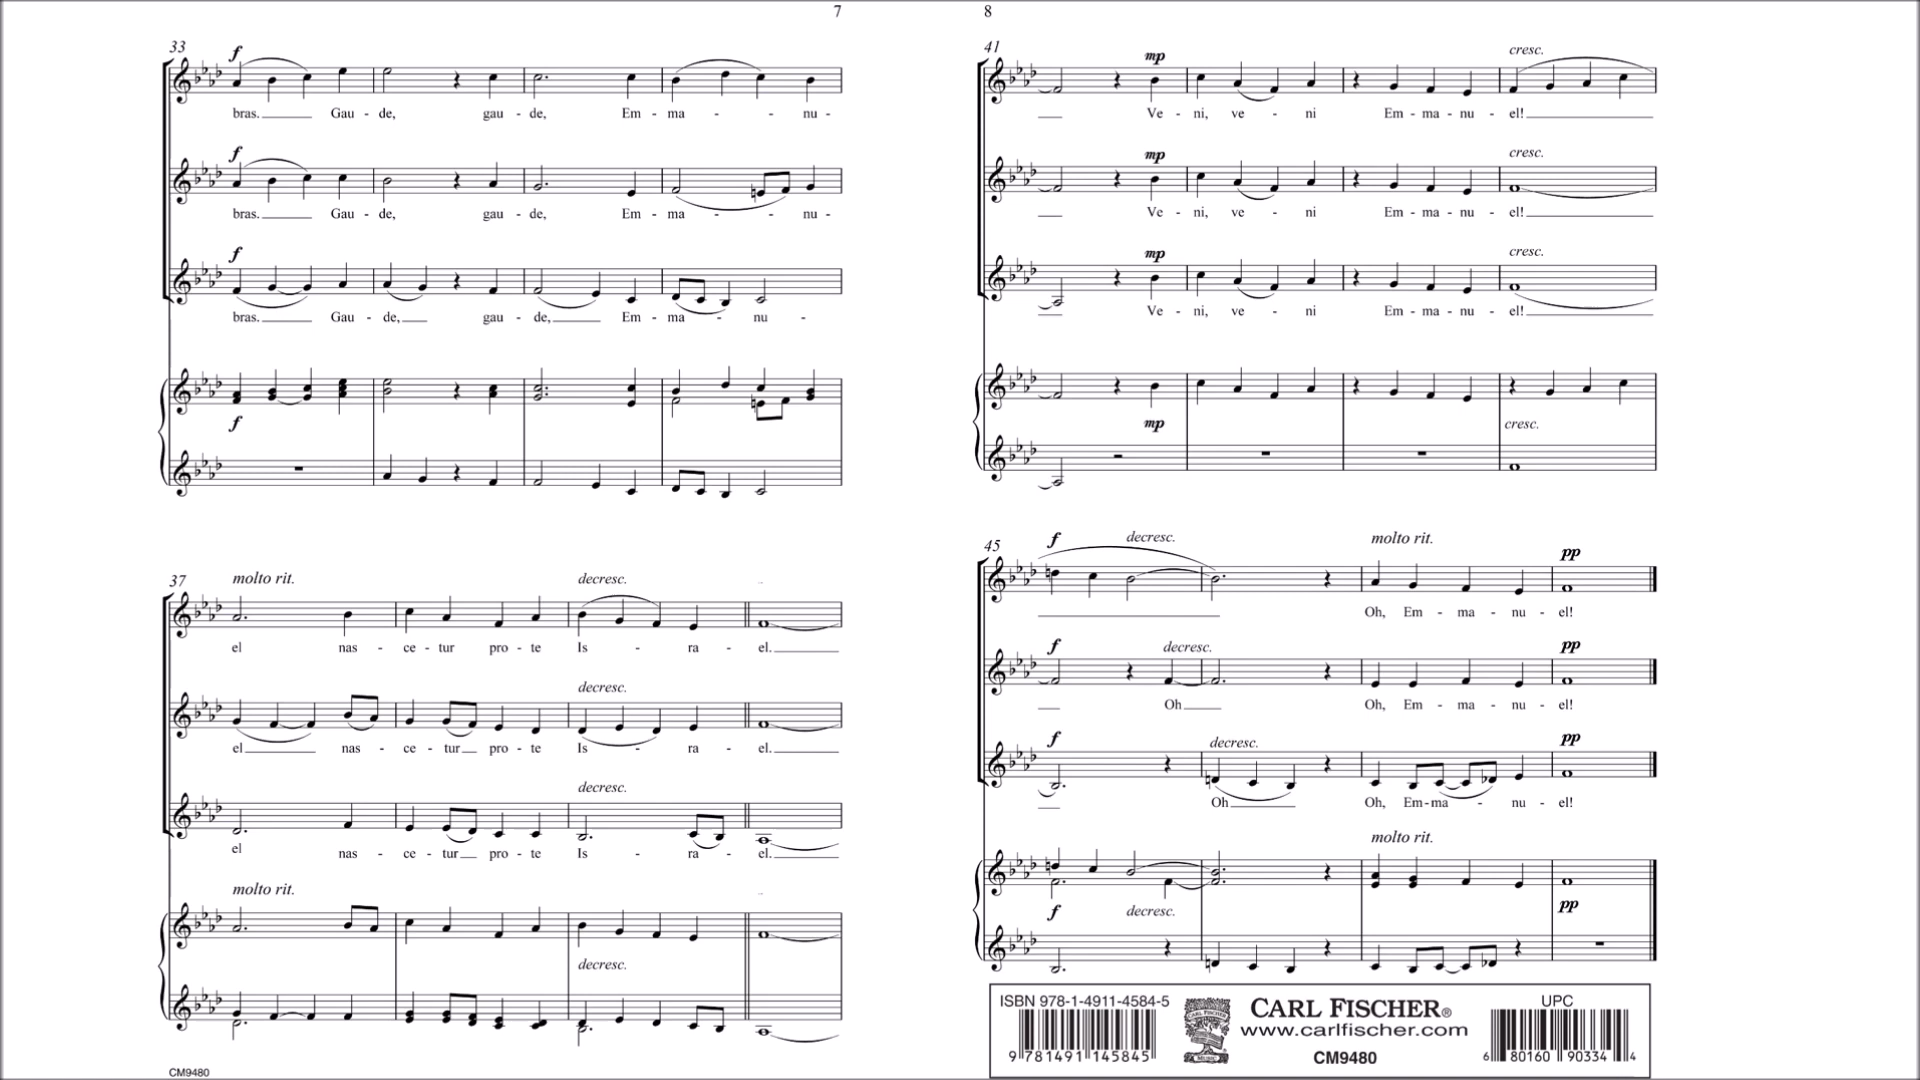 7
33
f
bras. Gau - de, gau - de, Em - ma - - nu -
f
bras. Gau - de, gau - de, Em - ma - - nu -
f
bras. Gau - de, gau - de, Em - ma - nu -
f
37 molto rit. decresc.
el nas - ce - tur pro - te Is - ra - el.
decresc.
el nas - ce - tur pro - te Is - ra - el.
decresc.
el nas - ce - tur pro - te Is - ra - el.
molto rit.
decresc.
CM9480
8
41 mp cresc.
Ve - ni, ve - ni Em - ma - nu - el!
mp cresc.
Ve - ni, ve - ni Em - ma - nu - el!
mp cresc.
Ve - ni, ve - ni Em - ma - nu - el!
mp cresc.
45 f decresc. molto rit. pp
Oh, Em - ma - nu - el!
f decresc. pp
Oh Oh, Em - ma - nu - el!
f decresc. pp
Oh Oh, Em - ma - nu - el!
molto rit.
f decresc. pp
ISBN 978-1-4911-4584-5
9 781491 145845
CARL FISCHER
MUSIC
CARL FISCHER®
www.carlfischer.com
CM9480
UPC
6 80160 90334 4